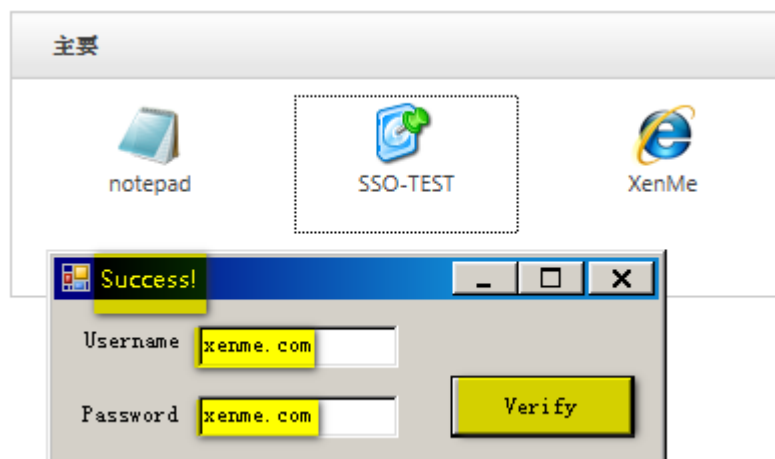 主要
notepad
SSO-TEST
XenMe
Success!
Username
xenme.com
Password
xenme.com
Verify